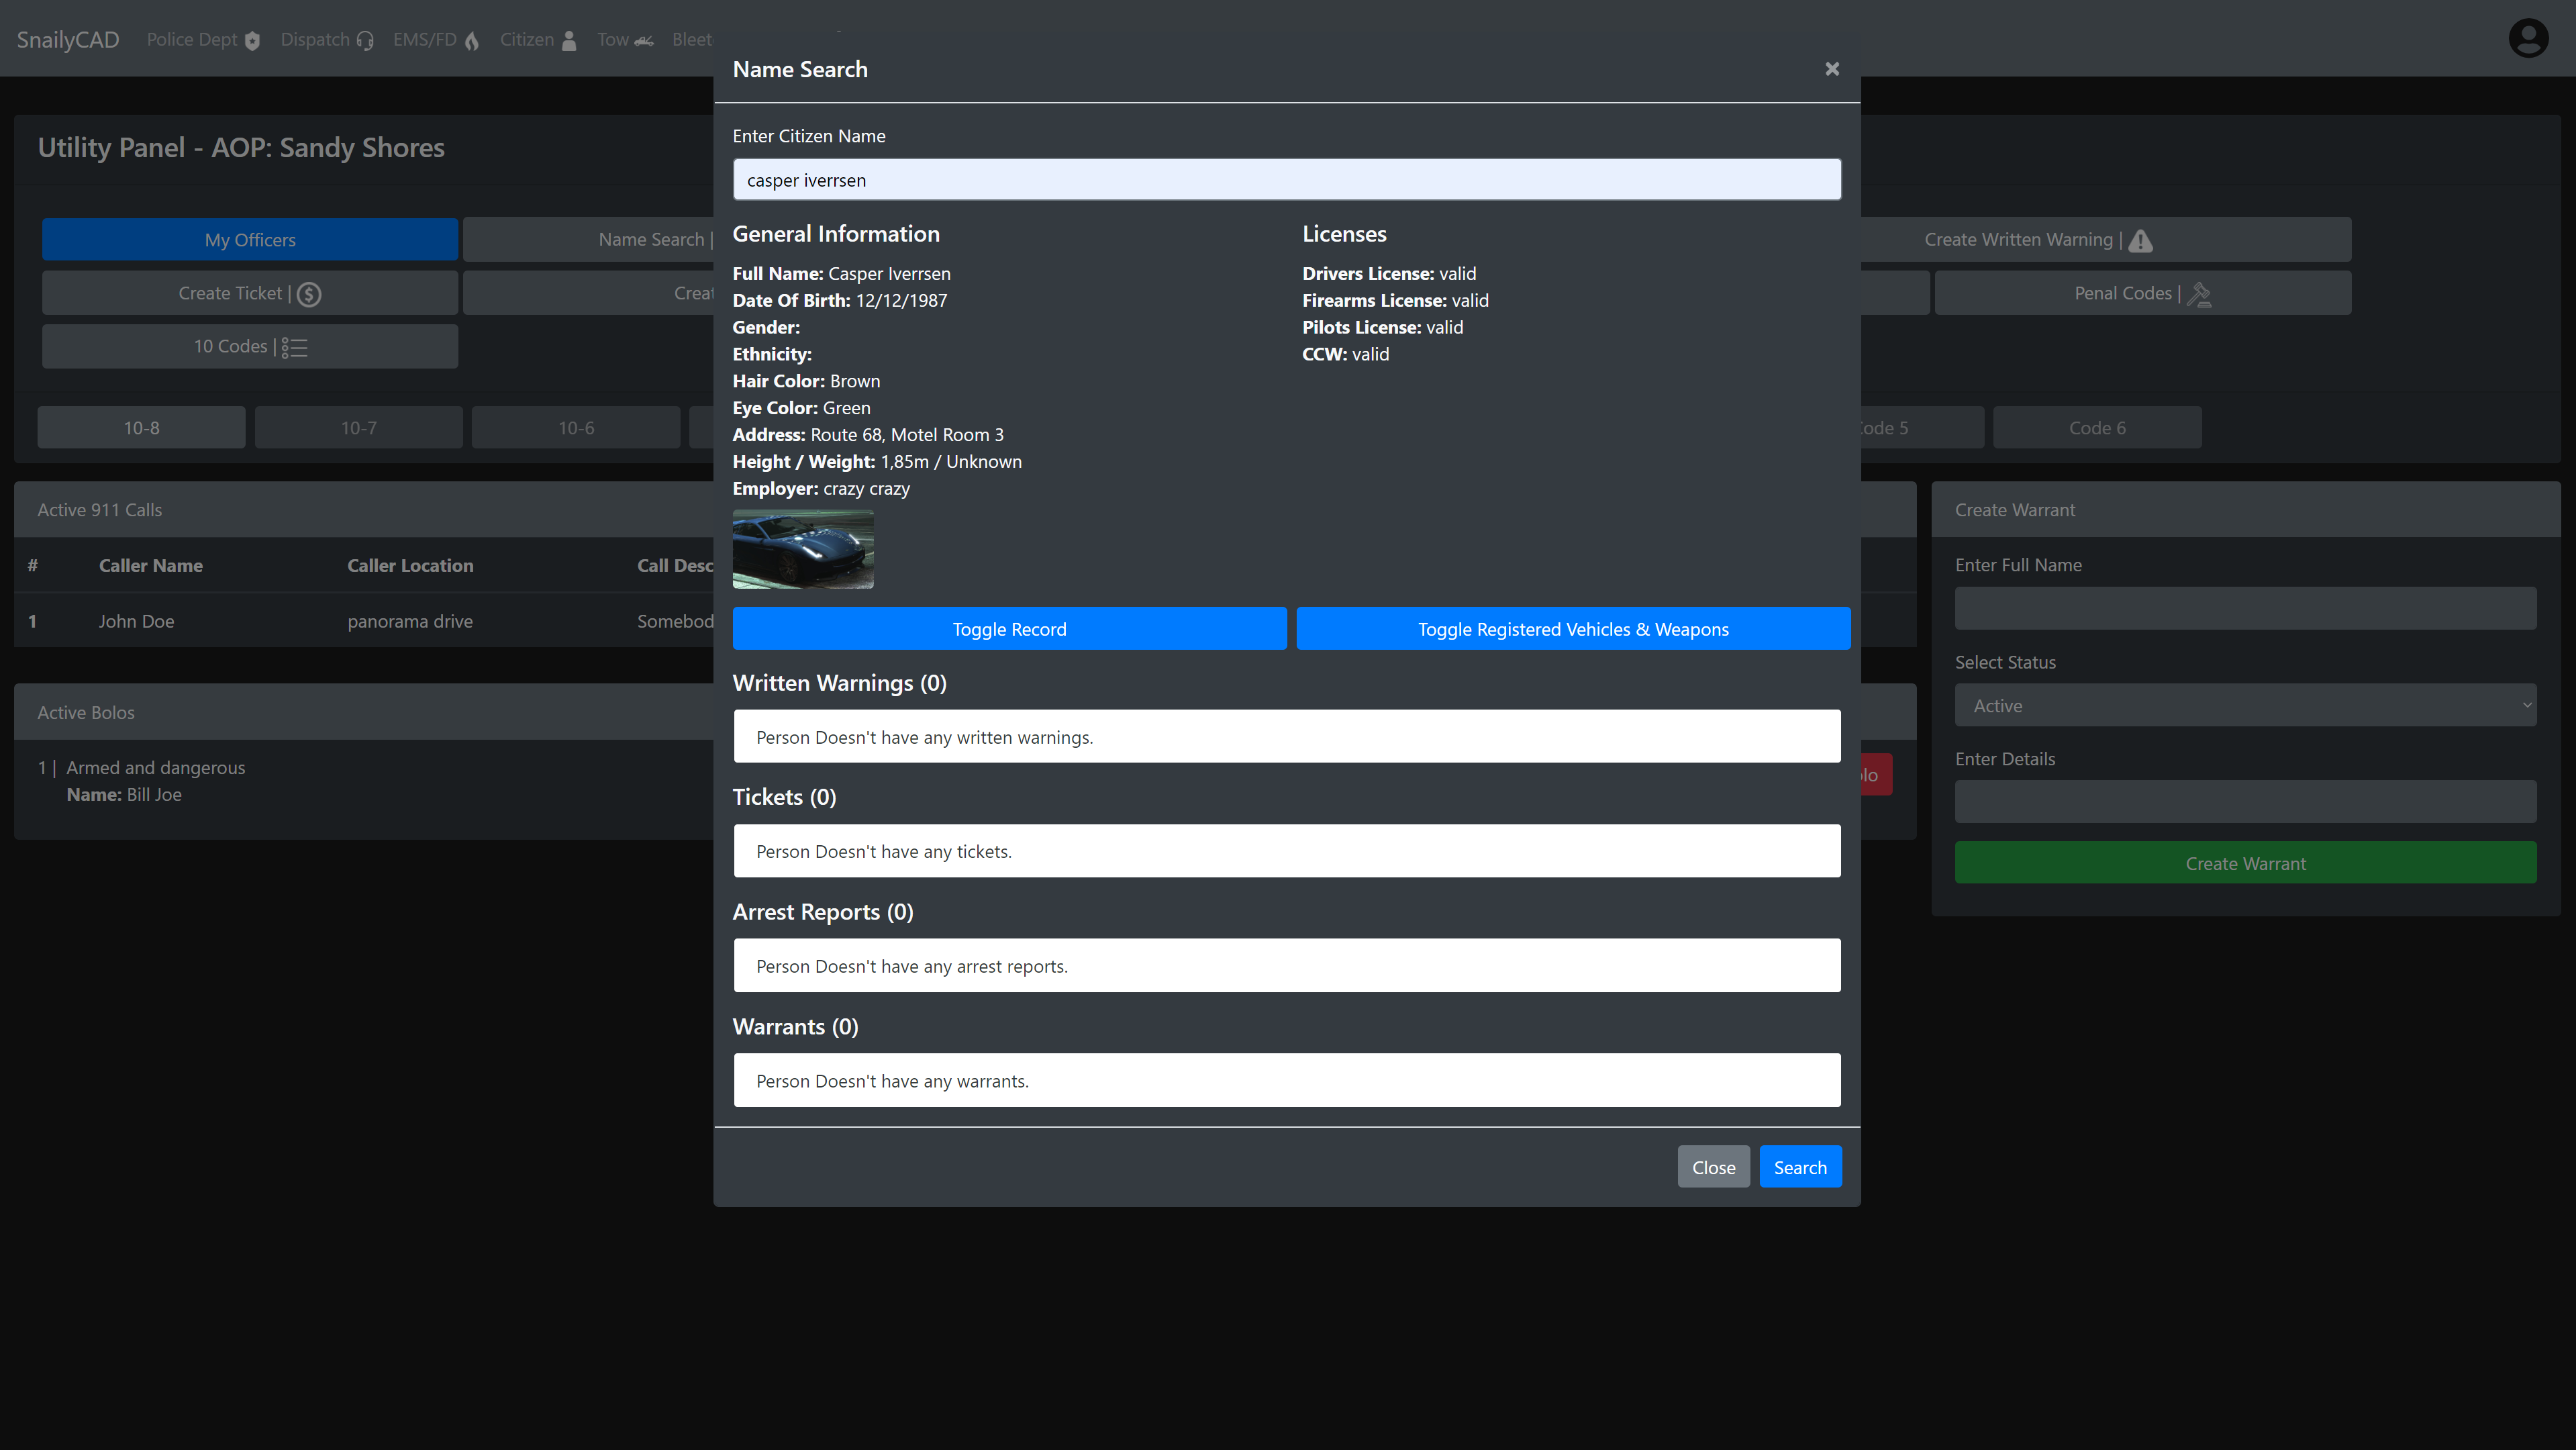 SnailyCAD Police Dept Dispatch EMS/FD Citizen Tow
Utility Panel - AOP: Sandy Shores
My Officers
Name Search |
Create Written Warning |
Create Ticket |
Penal Codes |
10 Codes |
10-8
10-7
10-6
Code 5
Code 6
Active 911 Calls
# Caller Name Caller Location Call Desc
1 John Doe panorama drive Somebod
Active Bolos
1 | Armed and dangerous
Name: Bill Joe
Name Search
×
Enter Citizen Name
casper iverrsen
General Information
Full Name: Casper Iverrsen
Date Of Birth: 12/12/1987
Gender:
Ethnicity:
Hair Color: Brown
Eye Color: Green
Address: Route 68, Motel Room 3
Height / Weight: 1,85m / Unknown
Employer: crazy crazy
Licenses
Drivers License: valid
Firearms License: valid
Pilots License: valid
CCW: valid
Toggle Record
Toggle Registered Vehicles & Weapons
Written Warnings (0)
Person Doesn't have any written warnings.
Tickets (0)
Person Doesn't have any tickets.
Arrest Reports (0)
Person Doesn't have any arrest reports.
Warrants (0)
Person Doesn't have any warrants.
Close
Search
Create Warrant
Enter Full Name
Select Status
Active
Enter Details
Create Warrant